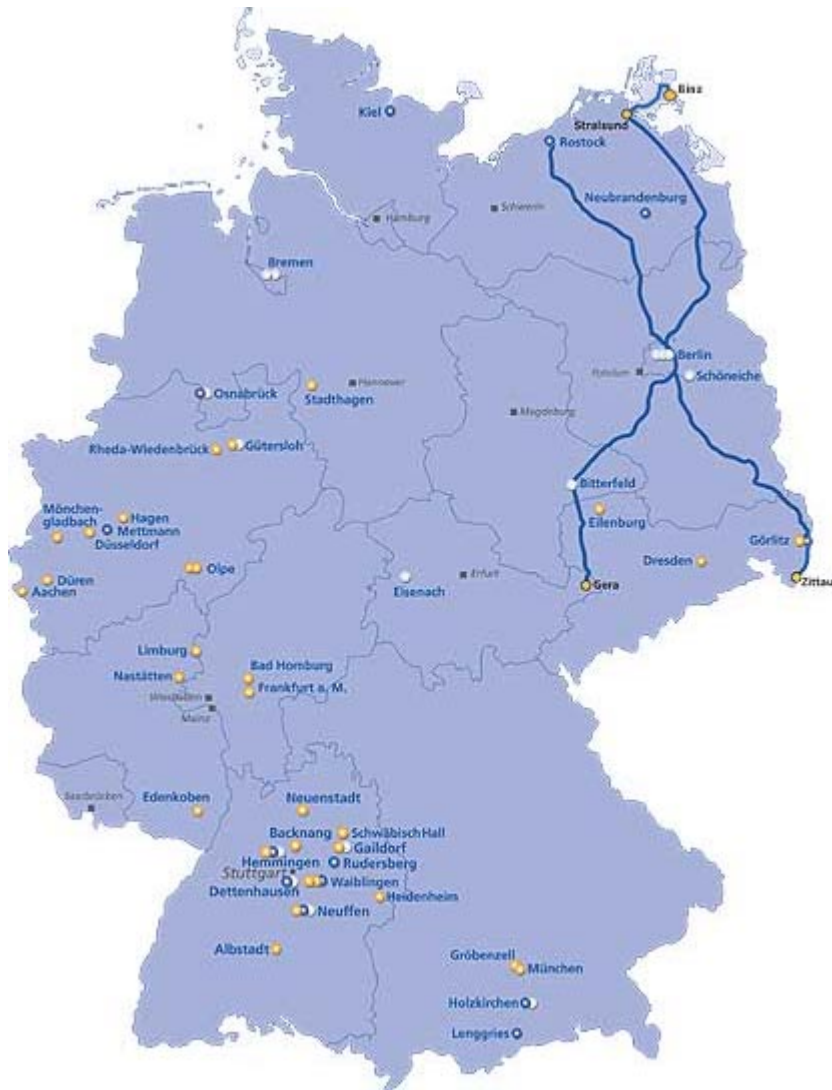 Binz
Kiel
Stralsund
Rostock
Neubrandenburg
Hamburg
Schwerin
Bremen
Berlin
Potsdam
Schöneiche
Osnabrück
Hannover
Stadthagen
Magdeburg
Rheda-Wiedenbrück
Gütersloh
Bitterfeld
Mönchen-
gladbach
Hagen
Mettmann
Düsseldorf
Eilenburg
Görlitz
Dresden
Olpe
Düren
Aachen
Eisenach
Erfurt
Gera
Zittau
Limburg
Bad Homburg
Nastätten
Frankfurt a. M.
Wiesbaden
Mainz
Saarbrücken
Edenkoben
Neuenstadt
Backnang
Schwäbisch Hall
Gaildorf
Hemmingen
Rudersberg
Stuttgart
Waiblingen
Dettenhausen
Heidenheim
Neuffen
Albstadt
Gröbenzell
München
Holzkirchen
Lenggries